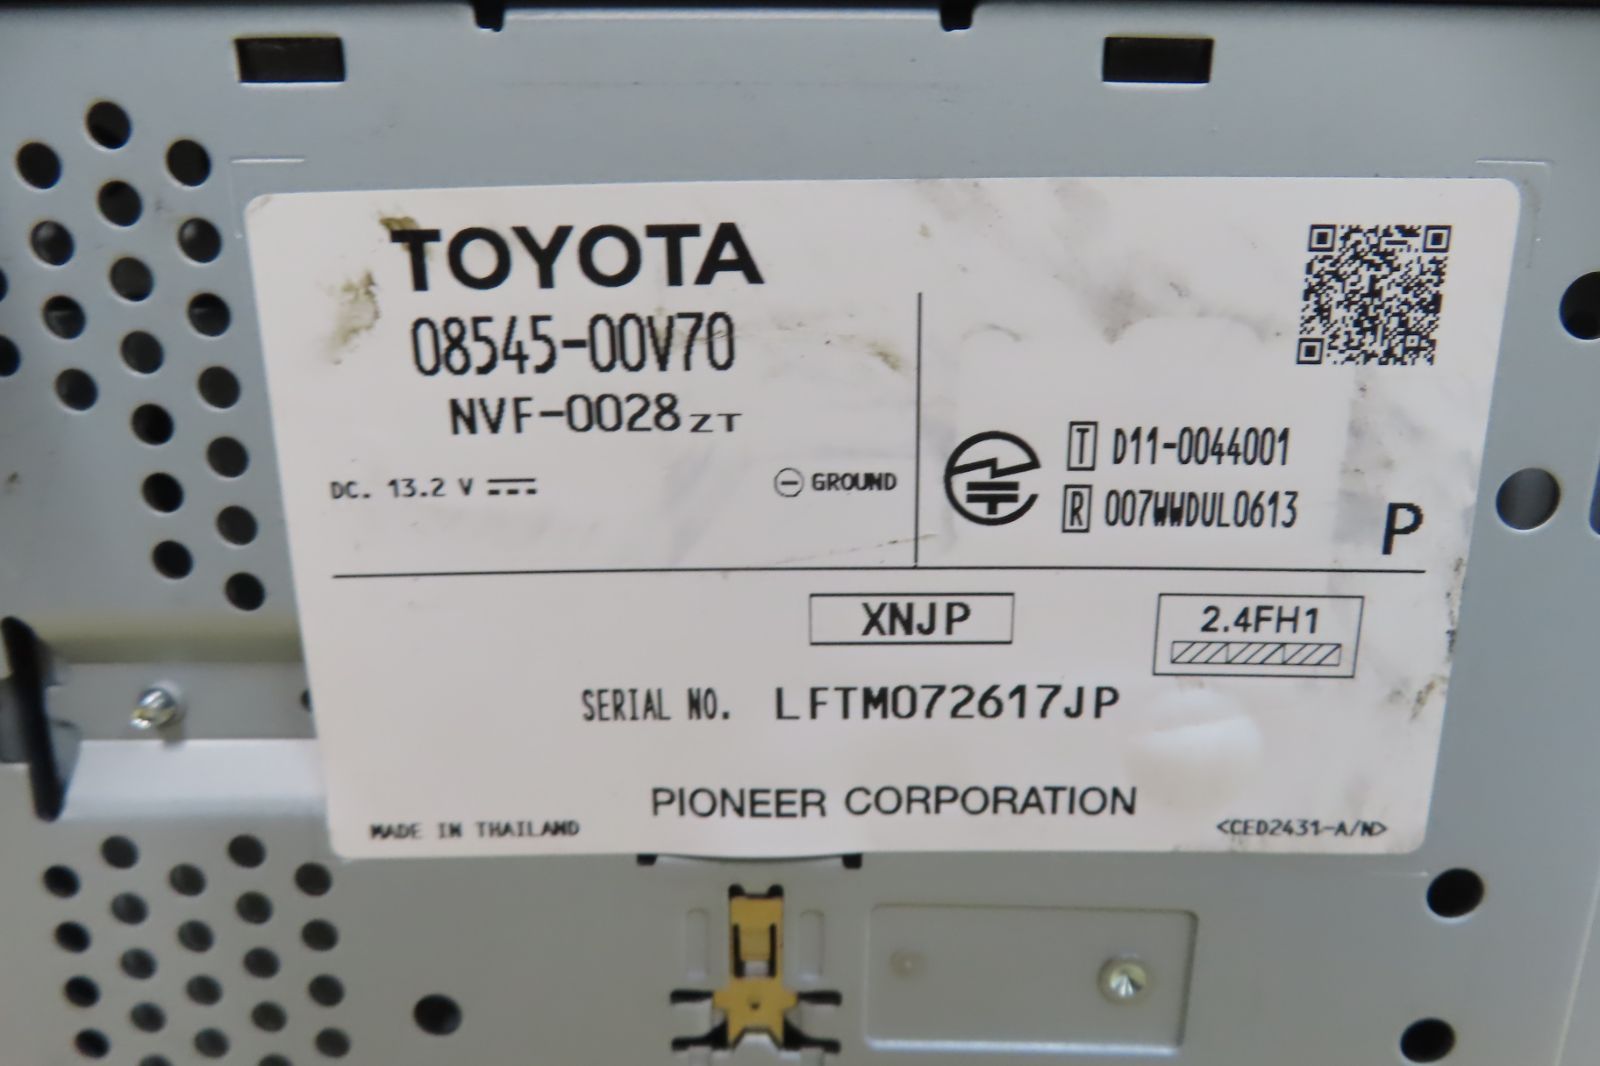 TOYOTA
08545-00V70
NVF-0028ZT
DC. 13.2 V
GROUND
T D11-0044001
R 007WWDUL0613
P
XNJP
2.4FH1
SERIAL NO. LFTM072617JP
PIONEER CORPORATION
MADE IN THAILAND
<CED2431-A/N>